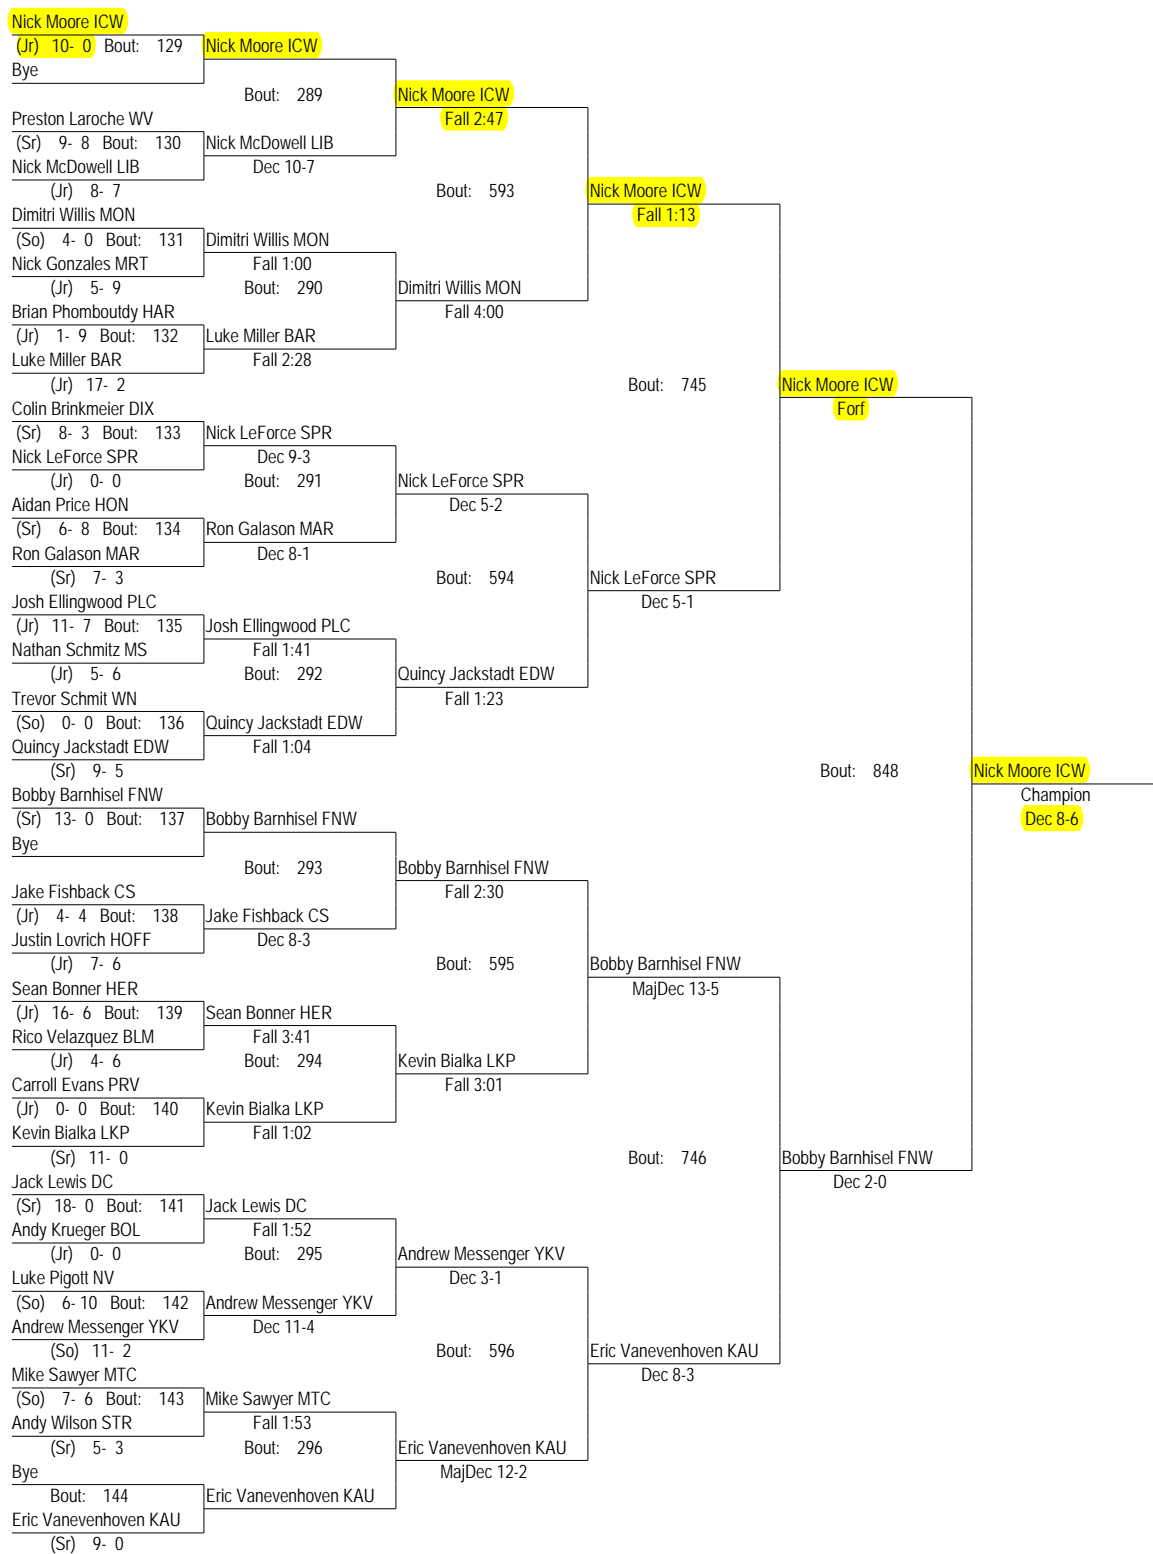 Nick Moore ICW
(Jr) 10- 0 Bout: 129 Nick Moore ICW
Bye
Bout: 289 Nick Moore ICW
Preston Laroche WV Fall 2:47
(Sr) 9- 8 Bout: 130 Nick McDowell LIB
Nick McDowell LIB Dec 10-7
(Jr) 8- 7 Bout: 593 Nick Moore ICW
Dimitri Willis MON Fall 1:13
(So) 4- 0 Bout: 131 Dimitri Willis MON
Nick Gonzales MRT Fall 1:00
(Jr) 5- 9 Bout: 290 Dimitri Willis MON
Brian Phomboutdy HAR Fall 4:00
(Jr) 1- 9 Bout: 132 Luke Miller BAR
Luke Miller BAR Fall 2:28
(Jr) 17- 2 Bout: 745 Nick Moore ICW
Colin Brinkmeier DIX Forf
(Sr) 8- 3 Bout: 133 Nick LeForce SPR
Nick LeForce SPR Dec 9-3
(Jr) 0- 0 Bout: 291 Nick LeForce SPR
Aidan Price HON Dec 5-2
(Sr) 6- 8 Bout: 134 Ron Galason MAR
Ron Galason MAR Dec 8-1
(Sr) 7- 3 Bout: 594 Nick LeForce SPR
Josh Ellingwood PLC Dec 5-1
(Jr) 11- 7 Bout: 135 Josh Ellingwood PLC
Nathan Schmitz MS Fall 1:41
(Jr) 5- 6 Bout: 292 Quincy Jackstadt EDW
Trevor Schmit WN Fall 1:23
(So) 0- 0 Bout: 136 Quincy Jackstadt EDW
Quincy Jackstadt EDW Fall 1:04
(Sr) 9- 5 Bout: 848 Nick Moore ICW
Bobby Barnhisel FNW Champion
(Sr) 13- 0 Bout: 137 Bobby Barnhisel FNW Dec 8-6
Bye
Bout: 293 Bobby Barnhisel FNW
Jake Fishback CS Fall 2:30
(Jr) 4- 4 Bout: 138 Jake Fishback CS
Justin Lovrich HOFF Dec 8-3
(Jr) 7- 6 Bout: 595 Bobby Barnhisel FNW
Sean Bonner HER MajDec 13-5
(Jr) 16- 6 Bout: 139 Sean Bonner HER
Rico Velazquez BLM Fall 3:41
(Jr) 4- 6 Bout: 294 Kevin Bialka LKP
Carroll Evans PRV Fall 3:01
(Jr) 0- 0 Bout: 140 Kevin Bialka LKP
Kevin Bialka LKP Fall 1:02
(Sr) 11- 0 Bout: 746 Bobby Barnhisel FNW
Jack Lewis DC Dec 2-0
(Sr) 18- 0 Bout: 141 Jack Lewis DC
Andy Krueger BOL Fall 1:52
(Jr) 0- 0 Bout: 295 Andrew Messenger YKV
Luke Pigott NV Dec 3-1
(So) 6- 10 Bout: 142 Andrew Messenger YKV
Andrew Messenger YKV Dec 11-4
(So) 11- 2 Bout: 596 Eric Vanevenhoven KAU
Mike Sawyer MTC Dec 8-3
(So) 7- 6 Bout: 143 Mike Sawyer MTC
Andy Wilson STR Fall 1:53
(Sr) 5- 3 Bout: 296 Eric Vanevenhoven KAU
Bye MajDec 12-2
Bout: 144 Eric Vanevenhoven KAU
Eric Vanevenhoven KAU
(Sr) 9- 0